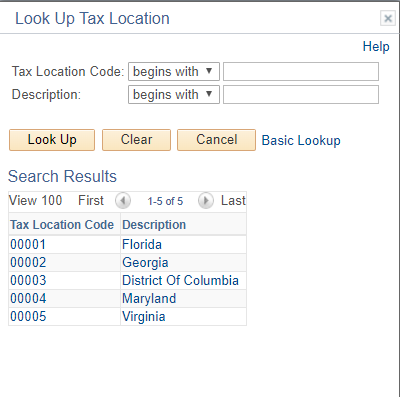 Look Up Tax Location
Help
Tax Location Code: begins with
Description: begins with
Look Up Clear Cancel Basic Lookup
Search Results
View 100 First 1-5 of 5 Last
Tax Location Code Description
00001 Florida
00002 Georgia
00003 District Of Columbia
00004 Maryland
00005 Virginia